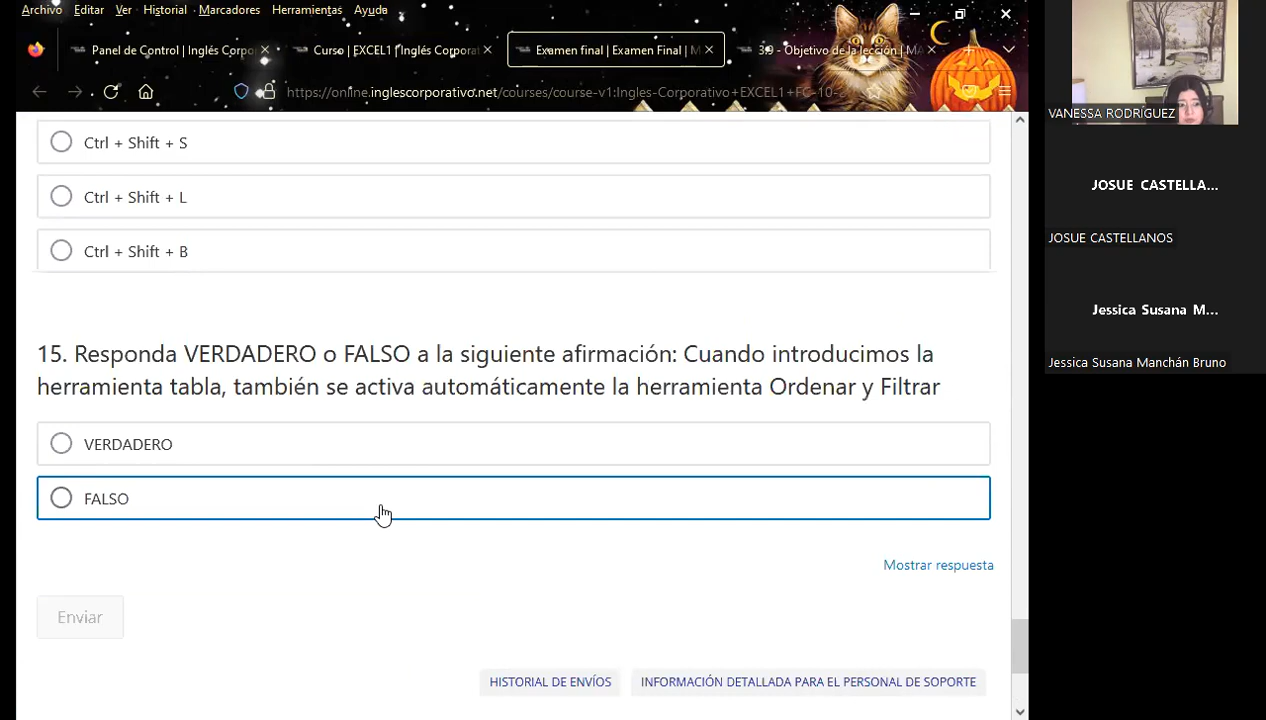 Archivo Editar Ver Historial Marcadores Herramientas Ayuda
Panel de Control | Inglés Corpo
Curso | EXCEL1 | Inglés Corporat
Examen final | Examen Final | M
3.9 - Objetivo de la lección | MA
https://online.inglescorporativo.net/courses/course-v1:Ingles-Corporativo+EXCEL1+FC-10-2
Ctrl + Shift + S
Ctrl + Shift + L
Ctrl + Shift + B
15. Responda VERDADERO o FALSO a la siguiente afirmación: Cuando introducimos la
herramienta tabla, también se activa automáticamente la herramienta Ordenar y Filtrar
VERDADERO
FALSO
Mostrar respuesta
Enviar
HISTORIAL DE ENVÍOS
INFORMACIÓN DETALLADA PARA EL PERSONAL DE SOPORTE
VANESSA RODRÍGUEZ
JOSUE CASTELLA...
JOSUE CASTELLANOS
Jessica Susana M...
Jessica Susana Manchán Bruno